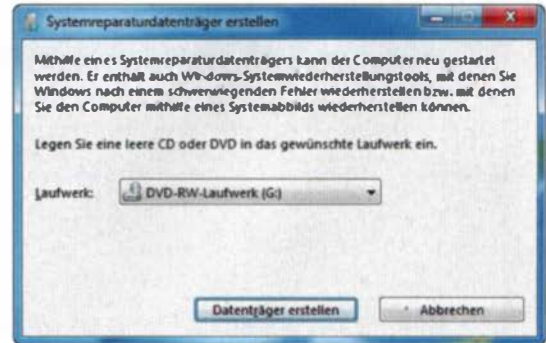 Systemreparaturdatenträger erstellen
Mithilfe eines Systemreparaturdatenträgers kann der Computer neu gestartet
werden. Er enthält auch Windows-Systemwiederherstellungstools, mit denen Sie
Windows nach einem schwerwiegenden Fehler wiederherstellen bzw. mit denen
Sie den Computer mithilfe eines Systemabbilds wiederherstellen können.
Legen Sie eine leere CD oder DVD in das gewünschte Laufwerk ein.
Laufwerk: DVD-RW-Laufwerk (G:)
Datenträger erstellen Abbrechen